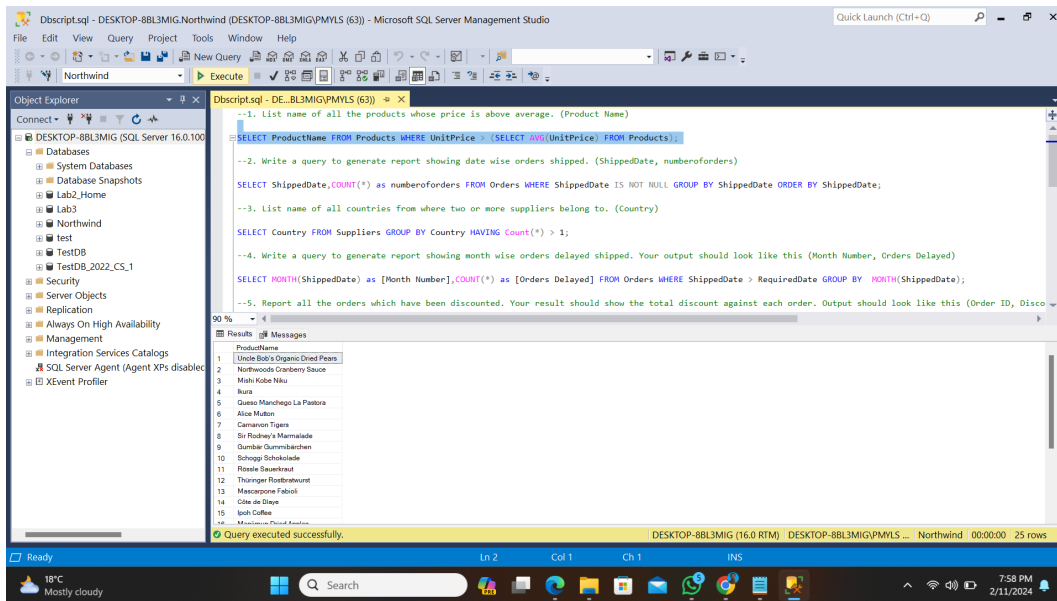 Dbscript.sql - DESKTOP-8BL3MIG.Northwind (DESKTOP-8BL3MIG\PMYLS (63)) - Microsoft SQL Server Management Studio
Quick Launch (Ctrl+Q)
File Edit View Query Project Tools Window Help
New Query
Northwind
Execute
Object Explorer
Connect
DESKTOP-8BL3MIG (SQL Server 16.0.100
Databases
System Databases
Database Snapshots
Lab2_Home
Lab3
Northwind
test
TestDB
TestDB_2022_CS_1
Security
Server Objects
Replication
Always On High Availability
Management
Integration Services Catalogs
SQL Server Agent (Agent XPs disablec
XEvent Profiler
Dbscript.sql - DE...BL3MIG\PMYLS (63))
--1. List name of all the products whose price is above average. (Product Name)
SELECT ProductName FROM Products WHERE UnitPrice > (SELECT AVG(UnitPrice) FROM Products);
--2. Write a query to generate report showing date wise orders shipped. (ShippedDate, numberoforders)
SELECT ShippedDate,COUNT(*) as numberoforders FROM Orders WHERE ShippedDate IS NOT NULL GROUP BY ShippedDate ORDER BY ShippedDate;
--3. List name of all countries from where two or more suppliers belong to. (Country)
SELECT Country FROM Suppliers GROUP BY Country HAVING Count(*) > 1;
--4. Write a query to generate report showing month wise orders delayed shipped. Your output should look like this (Month Number, Orders Delayed)
SELECT MONTH(ShippedDate) as [Month Number],COUNT(*) as [Orders Delayed] FROM Orders WHERE ShippedDate > RequiredDate GROUP BY MONTH(ShippedDate);
--5. Report all the orders which have been discounted. Your result should show the total discount against each order. Output should look like this (Order ID, Disco
90 %
Results Messages
ProductName
1 Uncle Bob's Organic Dried Pears
2 Northwoods Cranberry Sauce
3 Mishi Kobe Niku
4 Ikura
5 Queso Manchego La Pastora
6 Alice Mutton
7 Carnarvon Tigers
8 Sir Rodney's Marmalade
9 Gumbär Gummibärchen
10 Schoggi Schokolade
11 Rössle Sauerkraut
12 Thüringer Rostbratwurst
13 Mascarpone Fabioli
14 Côte de Blaye
15 Ipoh Coffee
16 Manjimup Dried Apples
Query executed successfully.
DESKTOP-8BL3MIG (16.0 RTM) DESKTOP-8BL3MIG\PMYLS ... Northwind 00:00:00 25 rows
Ready
Ln 2 Col 1 Ch 1 INS
18°C
Mostly cloudy
Search
7:58 PM
2/11/2024